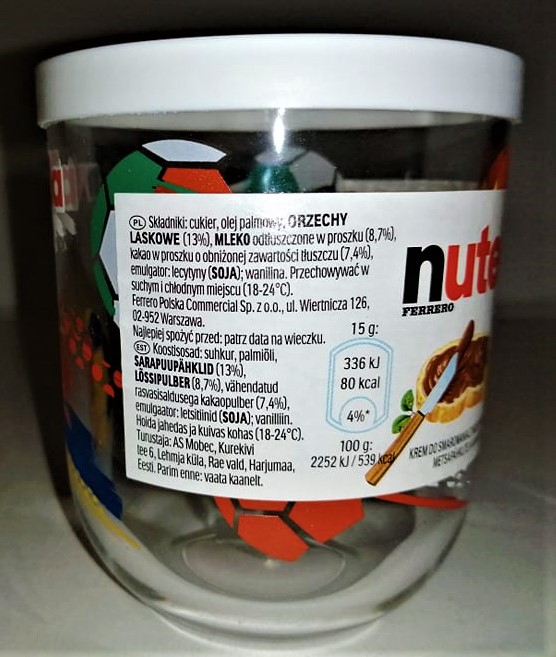 PL Składniki: cukier, olej palmowy, ORZECHY
LASKOWE (13%), MLEKO odtłuszczone w proszku (8,7%),
kakao w proszku o obniżonej zawartości tłuszczu (7,4%),
emulgator: lecytyny (SOJA); wanilina. Przechowywać w
suchym i chłodnym miejscu (18-24°C).
Ferrero Polska Commercial Sp. z o.o., ul. Wiertnicza 126,
02-952 Warszawa.
Najlepiej spożyć przed: patrz data na wieczku.
EST Koostisosad: suhkur, palmiõli,
SARAPUUPÄHKLID (13%),
LÕSSIPULBER (8,7%), vähendatud
rasvasisaldusega kakaopulber (7,4%),
emulgaator: letsitiinid (SOJA); vanilliin.
Hoida jahedas ja kuivas kohas (18-24°C).
Turustaja: AS Mobec, Kurekivi
tee 6, Lehmja küla, Rae vald, Harjumaa,
Eesti. Parim enne: vaata kaanelt.
15 g:
336 kJ
80 kcal
4%*
100 g:
2252 kJ / 539 kcal
nute
FERRERO
KREM DO SMAROWANIA